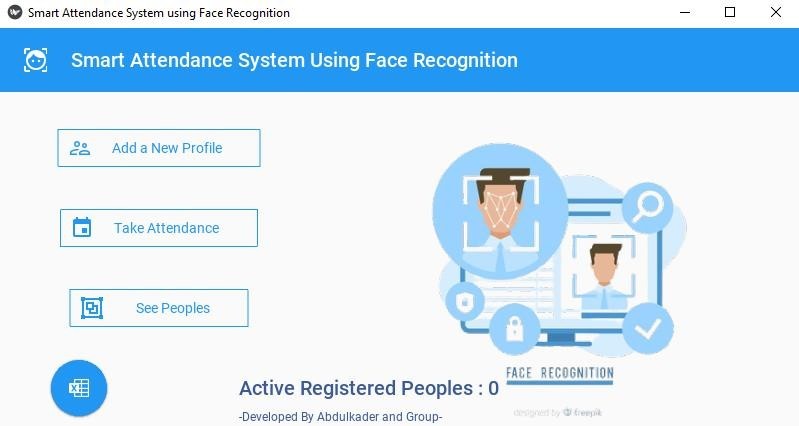 Smart Attendance System using Face Recognition
Smart Attendance System Using Face Recognition
Add a New Profile
Take Attendance
See Peoples
FACE RECOGNITION
Active Registered Peoples : 0
designed by freepik
-Developed By Abdulkader and Group-